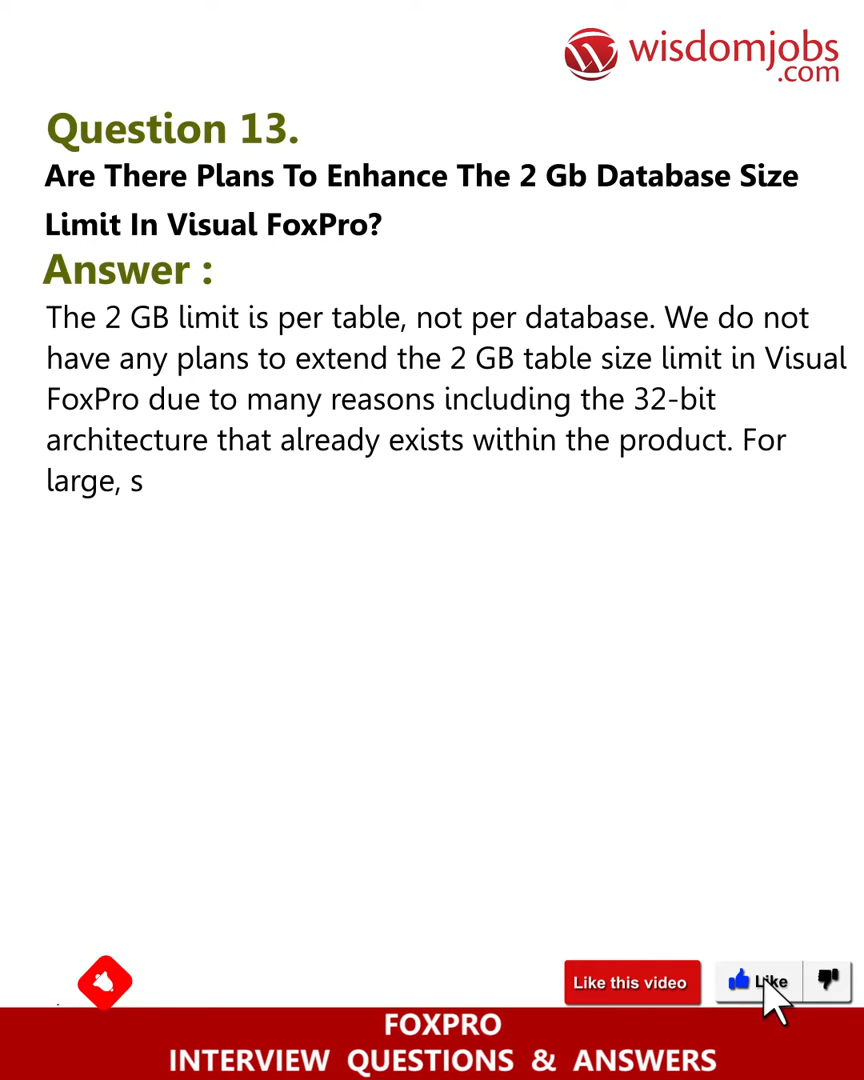 wisdomjobs
.com
Question 13.
Are There Plans To Enhance The 2 Gb Database Size
Limit In Visual FoxPro?
Answer :
The 2 GB limit is per table, not per database. We do not
have any plans to extend the 2 GB table size limit in Visual
FoxPro due to many reasons including the 32-bit
architecture that already exists within the product. For
large, s
Like this video
Like
FOXPRO
INTERVIEW QUESTIONS & ANSWERS